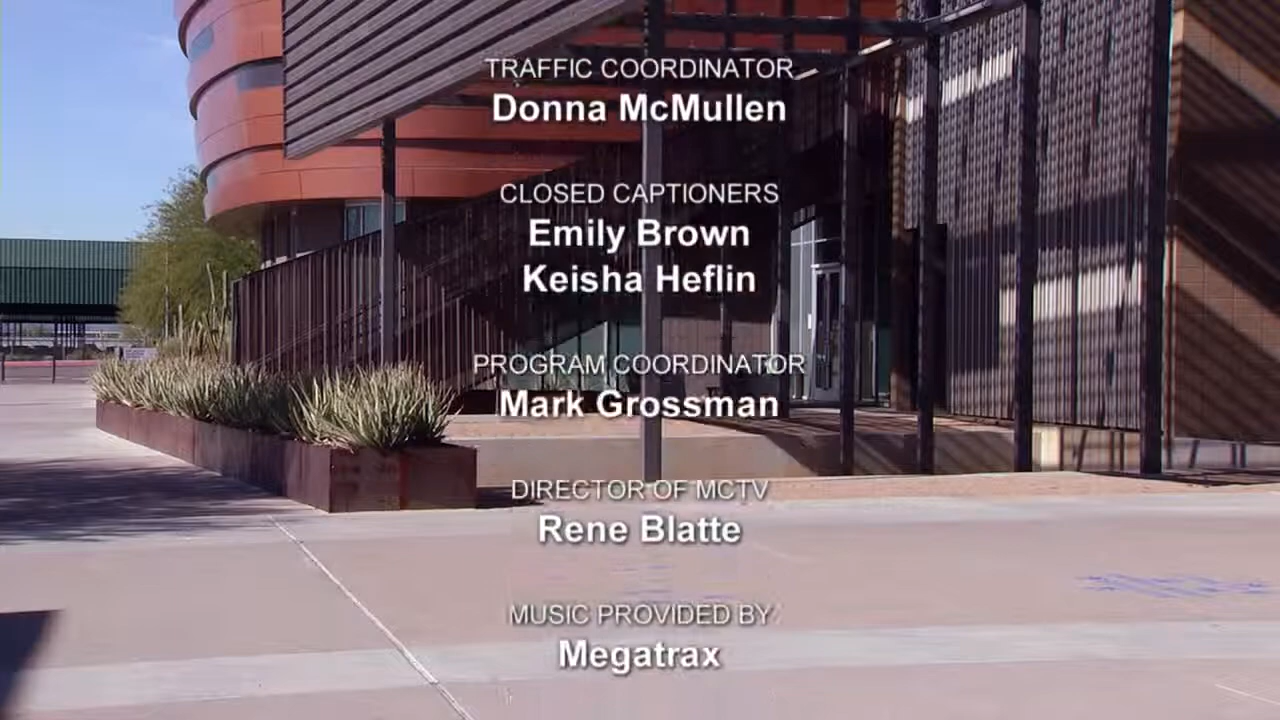 TRAFFIC COORDINATOR
Donna McMullen
CLOSED CAPTIONERS
Emily Brown
Keisha Heflin
PROGRAM COORDINATOR
Mark Grossman
DIRECTOR OF MCTV
Rene Blatte
MUSIC PROVIDED BY
Megatrax